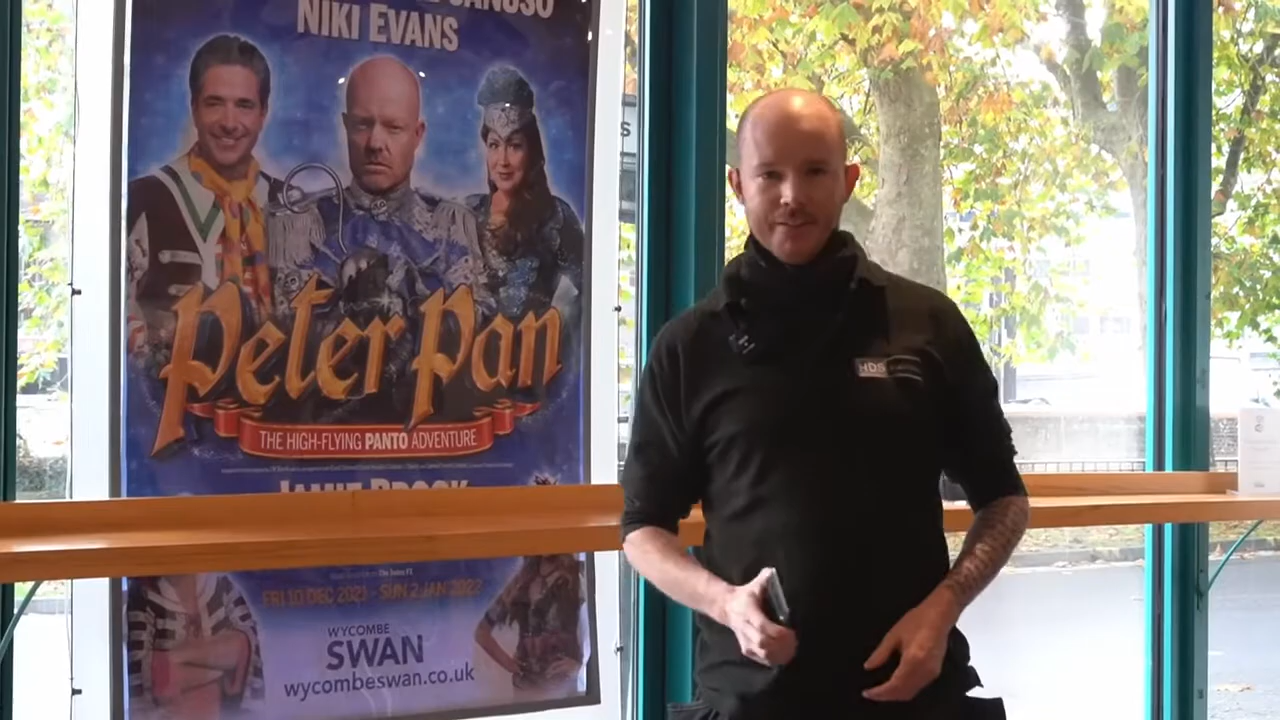 NIKI EVANS
Peter Pan
THE HIGH-FLYING PANTO ADVENTURE
FRI 10 DEC 2021 - SUN 2 JAN 2022
WYCOMBE
SWAN
wycombeswan.co.uk
HDS
S